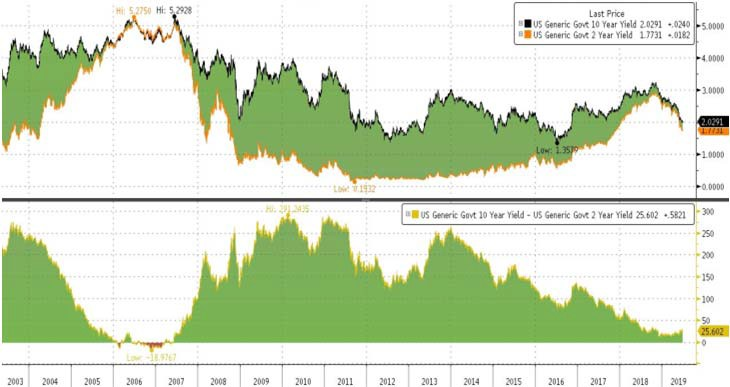 Hi: 5.2750
Hi: 5.2928
Last Price
US Generic Govt 10 Year Yield 2.0291 +.0240
US Generic Govt 2 Year Yield 1.7731 +.0182
5.0000
4.0000
3.0000
2.0291
1.7731
1.0000
0.0000
Low: 1.3579
Low: 0.1932
Hi: 291.2435
US Generic Govt 10 Year Yield - US Generic Govt 2 Year Yield 25.602 +.5821
300
250
200
150
100
50
25.602
0
Low: -18.9767
2003 2004 2005 2006 2007 2008 2009 2010 2011 2012 2013 2014 2015 2016 2017 2018 2019